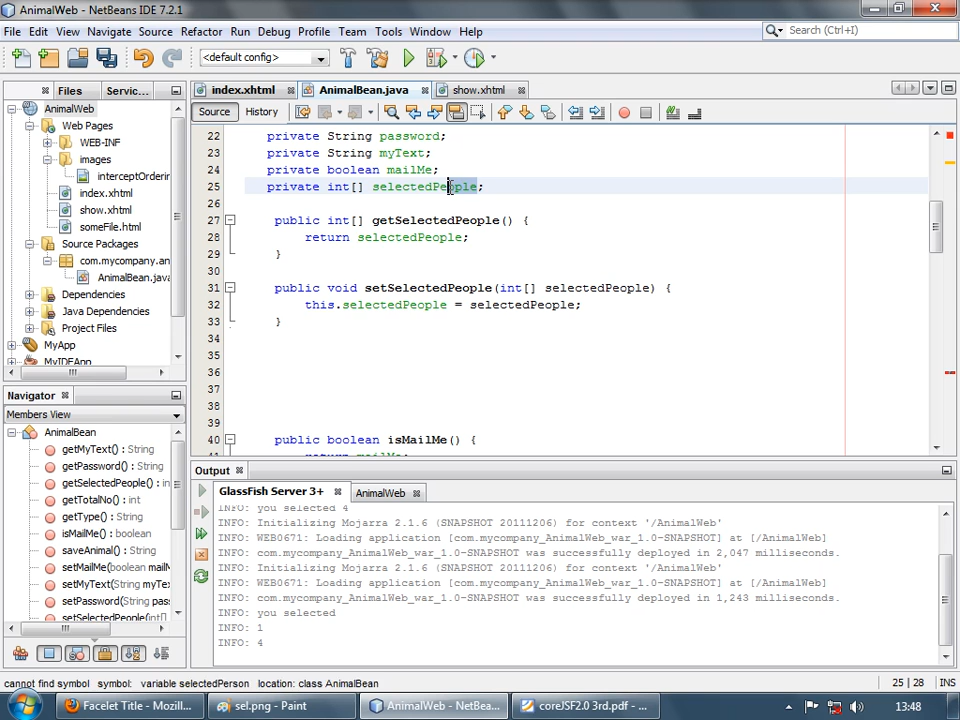 AnimalWeb - NetBeans IDE 7.2.1
File Edit View Navigate Source Refactor Run Debug Profile Team Tools Window Help
Search (Ctrl+I)
<default config>
Files Servic...
index.xhtml AnimalBean.java show.xhtml
Source History
AnimalWeb
Web Pages
WEB-INF
images
interceptOrderin
index.xhtml
show.xhtml
someFile.html
Source Packages
com.mycompany.an
AnimalBean.java
Dependencies
Java Dependencies
Project Files
MyApp
MyIDEApp
22 private String password;
23 private String myText;
24 private boolean mailMe;
25 private int[] selectedPeople;
26
27 public int[] getSelectedPeople() {
28 return selectedPeople;
29 }
30
31 public void setSelectedPeople(int[] selectedPeople) {
32 this.selectedPeople = selectedPeople;
33 }
34
35
36
37
38
39
40 public boolean isMailMe() {
41 return mailMe;
Navigator
Members View
AnimalBean
getMyText() : String
getPassword() : String
getSelectedPeople() : in
getTotalNo() : int
getType() : String
isMailMe() : boolean
saveAnimal() : String
setMailMe(boolean mailM
setMyText(String myTex
setPassword(String pas
setSelectedPeople(int[]
Output
GlassFish Server 3+ AnimalWeb
INFO: you selected 4
INFO: Initializing Mojarra 2.1.6 (SNAPSHOT 20111206) for context '/AnimalWeb'
INFO: WEB0671: Loading application [com.mycompany_AnimalWeb_war_1.0-SNAPSHOT] at [/AnimalWeb]
INFO: com.mycompany_AnimalWeb_war_1.0-SNAPSHOT was successfully deployed in 2,047 milliseconds.
INFO: Initializing Mojarra 2.1.6 (SNAPSHOT 20111206) for context '/AnimalWeb'
INFO: WEB0671: Loading application [com.mycompany_AnimalWeb_war_1.0-SNAPSHOT] at [/AnimalWeb]
INFO: com.mycompany_AnimalWeb_war_1.0-SNAPSHOT was successfully deployed in 1,243 milliseconds.
INFO: you selected
INFO: 1
INFO: 4
cannot find symbol symbol: variable selectedPerson location: class AnimalBean
25 | 28 INS
Facelet Title - Mozill... sel.png - Paint AnimalWeb - NetBe... coreJSF2.0 3rd.pdf - ... 13:48